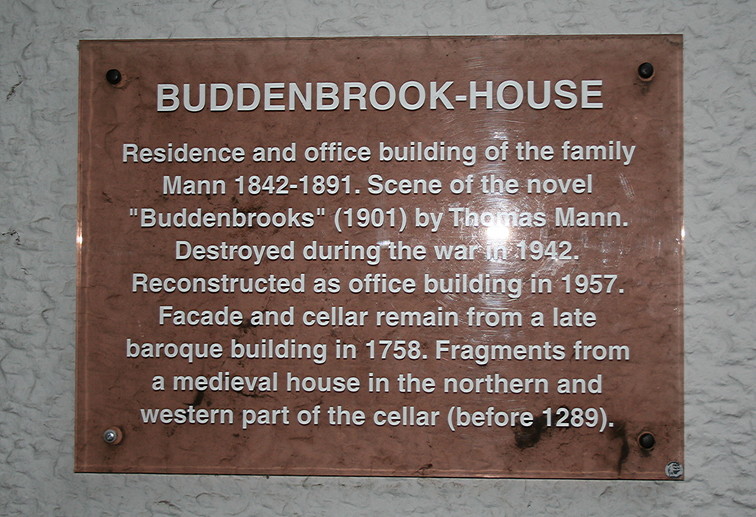 BUDDENBROOK-HOUSE
Residence and office building of the family
Mann 1842-1891. Scene of the novel
"Buddenbrooks" (1901) by Thomas Mann.
Destroyed during the war in 1942.
Reconstructed as office building in 1957.
Facade and cellar remain from a late
baroque building in 1758. Fragments from
a medieval house in the northern and
western part of the cellar (before 1289).